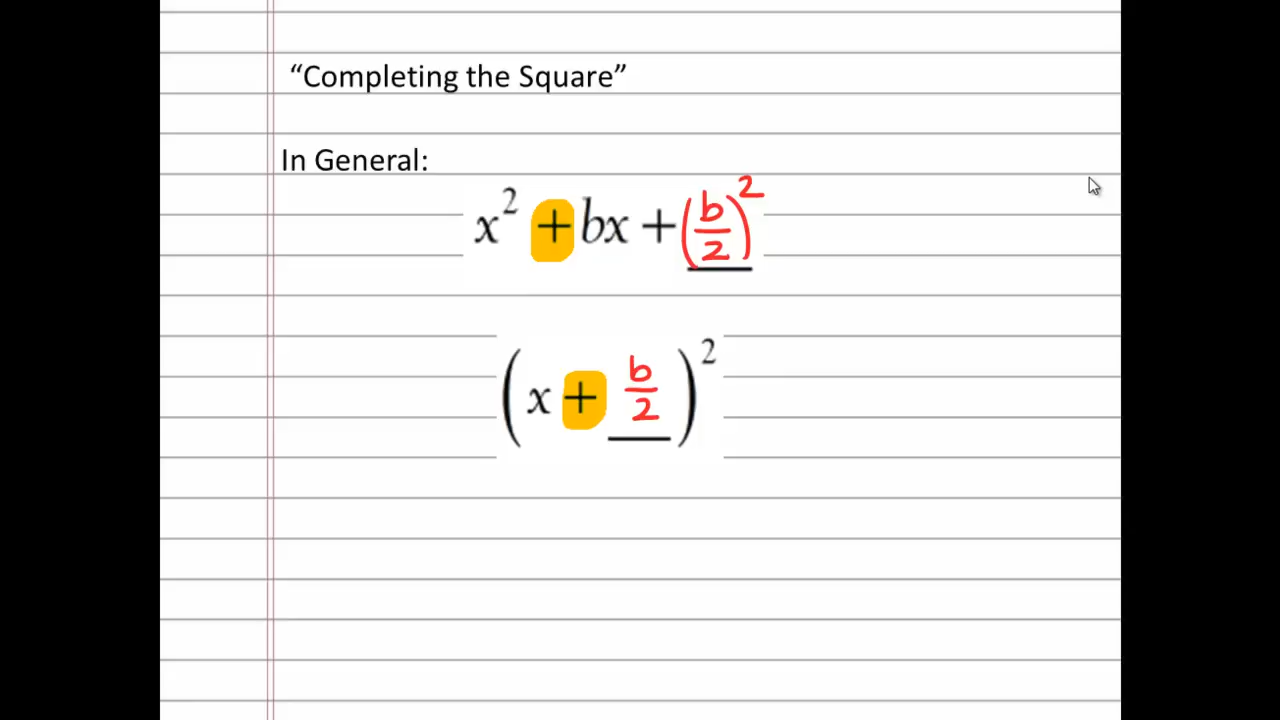 “Completing the Square”
In General:
x² + bx + (b/2)²
(x + b/2)²